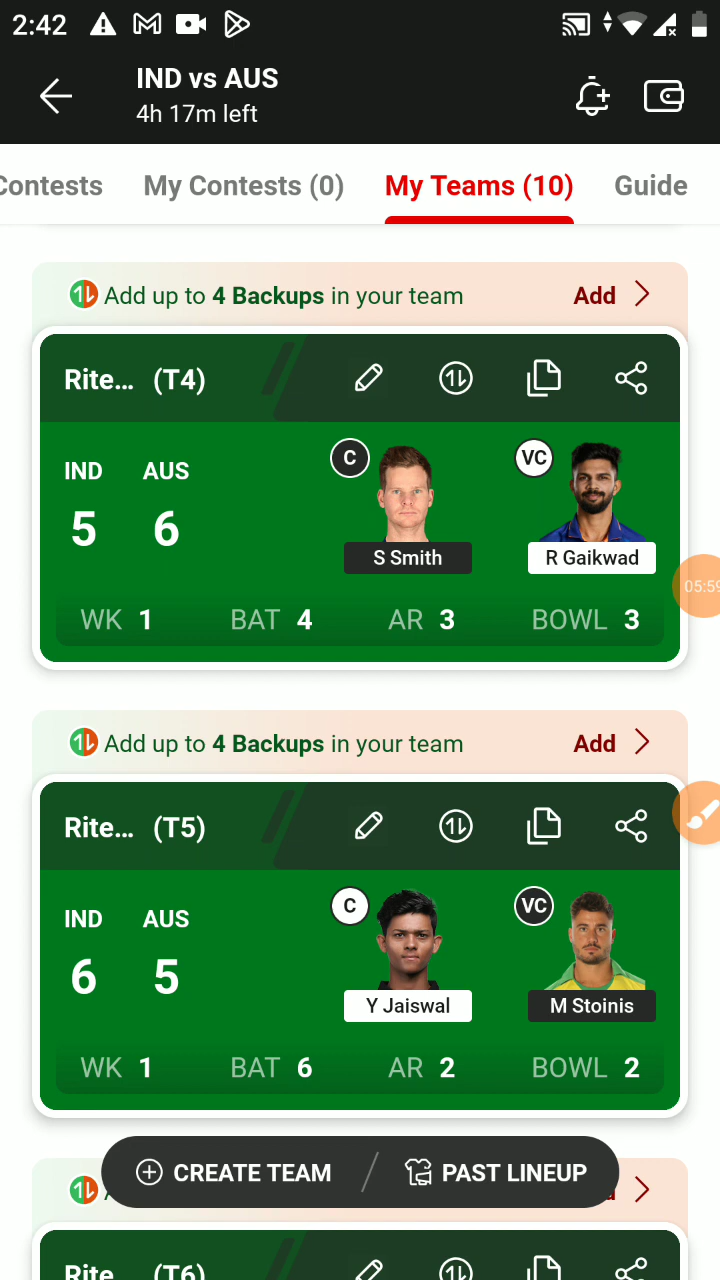 2:42
IND vs AUS
4h 17m left
Contests My Contests (0) My Teams (10) Guide
Add up to 4 Backups in your team Add
Rite... (T4)
C VC
IND AUS
5 6
S Smith R Gaikwad
05:59
WK 1 BAT 4 AR 3 BOWL 3
Add up to 4 Backups in your team Add
Rite... (T5)
C VC
IND AUS
6 5
Y Jaiswal M Stoinis
WK 1 BAT 6 AR 2 BOWL 2
CREATE TEAM PAST LINEUP
Rite... (T6)